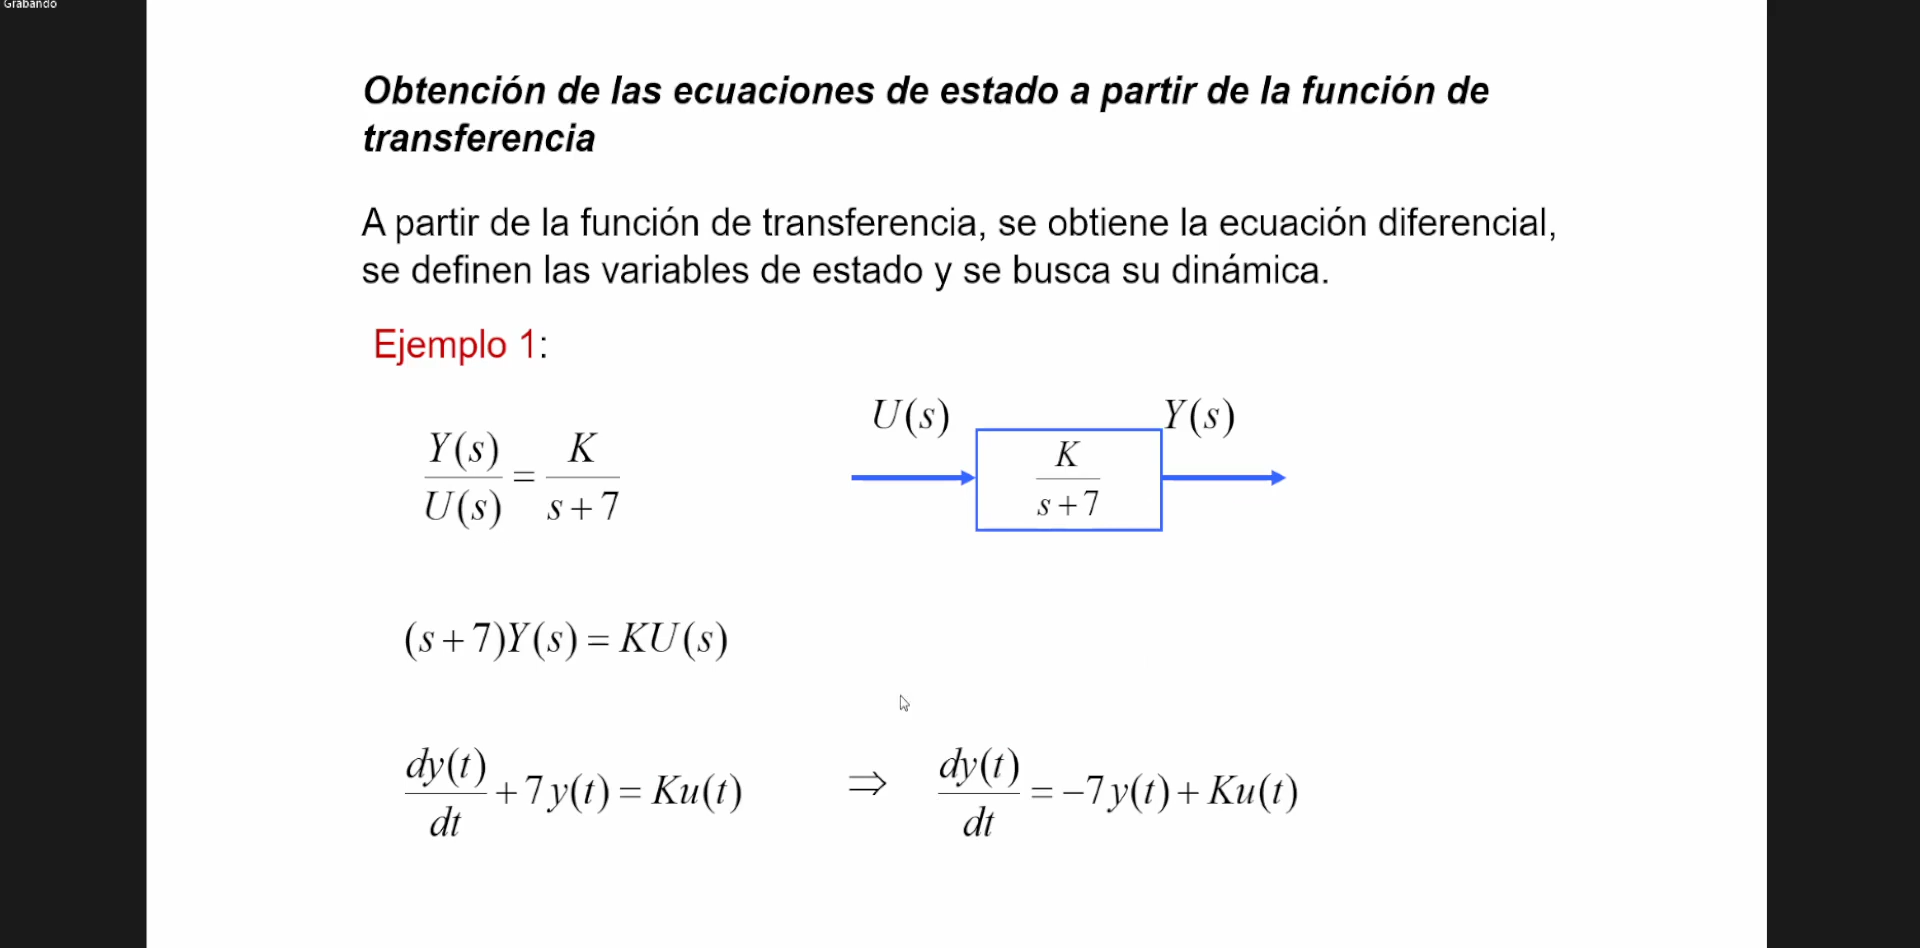 Grabando
Obtención de las ecuaciones de estado a partir de la función de
transferencia
A partir de la función de transferencia, se obtiene la ecuación diferencial,
se definen las variables de estado y se busca su dinámica.
Ejemplo 1:
Y(s)/U(s) = K/(s+7)
U(s)
K/(s+7)
Y(s)
(s+7)Y(s) = KU(s)
dy(t)/dt + 7y(t) = Ku(t) ⇒ dy(t)/dt = −7y(t) + Ku(t)